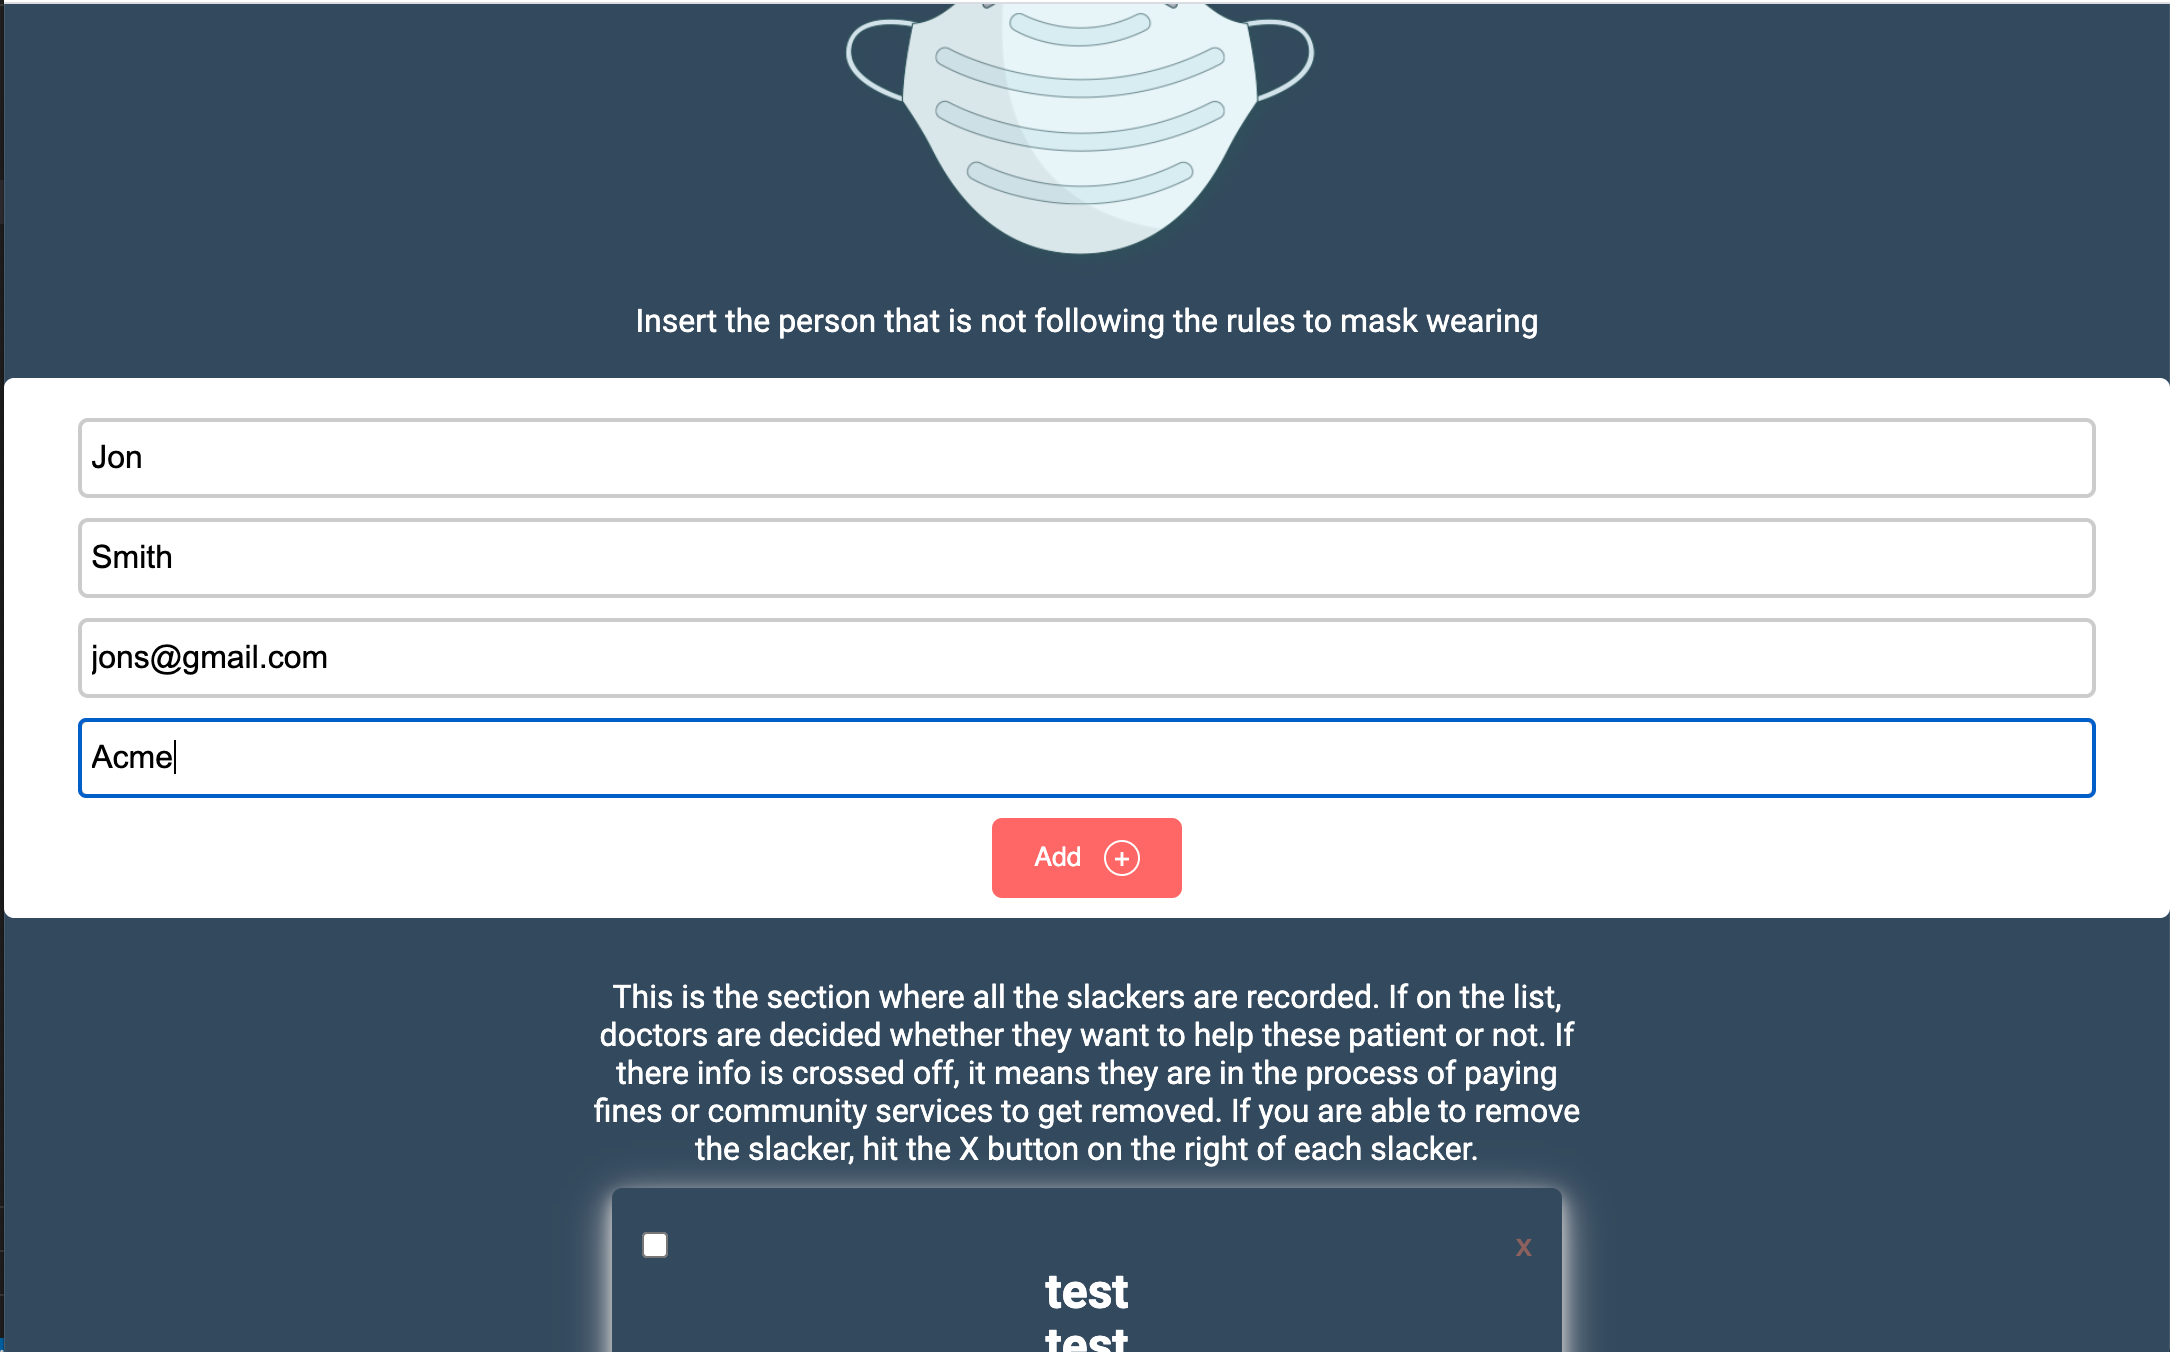 Insert the person that is not following the rules to mask wearing
Jon
Smith
jons@gmail.com
Acme
Add +
This is the section where all the slackers are recorded. If on the list,
doctors are decided whether they want to help these patient or not. If
there info is crossed off, it means they are in the process of paying
fines or community services to get removed. If you are able to remove
the slacker, hit the X button on the right of each slacker.
x
test
test